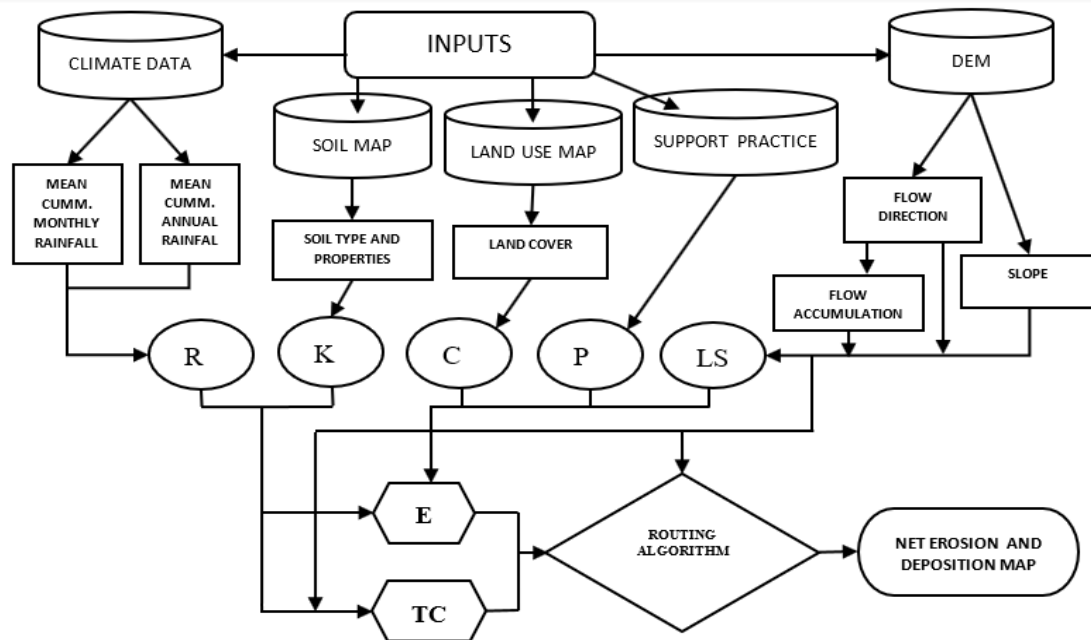 INPUTS
CLIMATE DATA
DEM
SOIL MAP
LAND USE MAP
SUPPORT PRACTICE
MEAN
CUMM.
MONTHLY
RAINFALL
MEAN
CUMM.
ANNUAL
RAINFAL
SOIL TYPE AND
PROPERTIES
LAND COVER
FLOW
DIRECTION
SLOPE
FLOW
ACCUMULATION
R
K
C
P
LS
E
TC
ROUTING
ALGORITHM
NET EROSION AND
DEPOSITION MAP